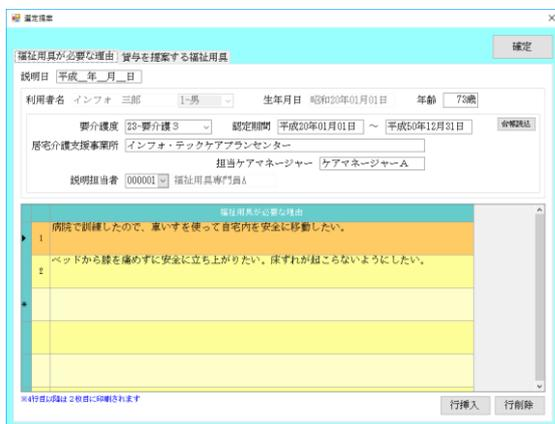 選定提案
確定
福祉用具が必要な理由 貸与を提案する福祉用具
説明日 平成__年__月__日
利用者名 インフォ 三郎 1-男 生年月日 昭和20年01月01日 年齢 73歳
要介護度 23-要介護3 認定期間 平成20年01月01日 ～ 平成50年12月31日 台帳読込
居宅介護支援事業所 インフォ・テックケアプランセンター
担当ケアマネージャー ケアマネージャーA
説明担当者 000001 福祉用具専門員A
福祉用具が必要な理由
1 病院で訓練したので、車いすを使って自宅内を安全に移動したい。
2 ベッドから膝を痛めずに安全に立ち上がりたい。床ずれが起こらないようにしたい。
※4行目以降は2枚目に印刷されます
行挿入 行削除